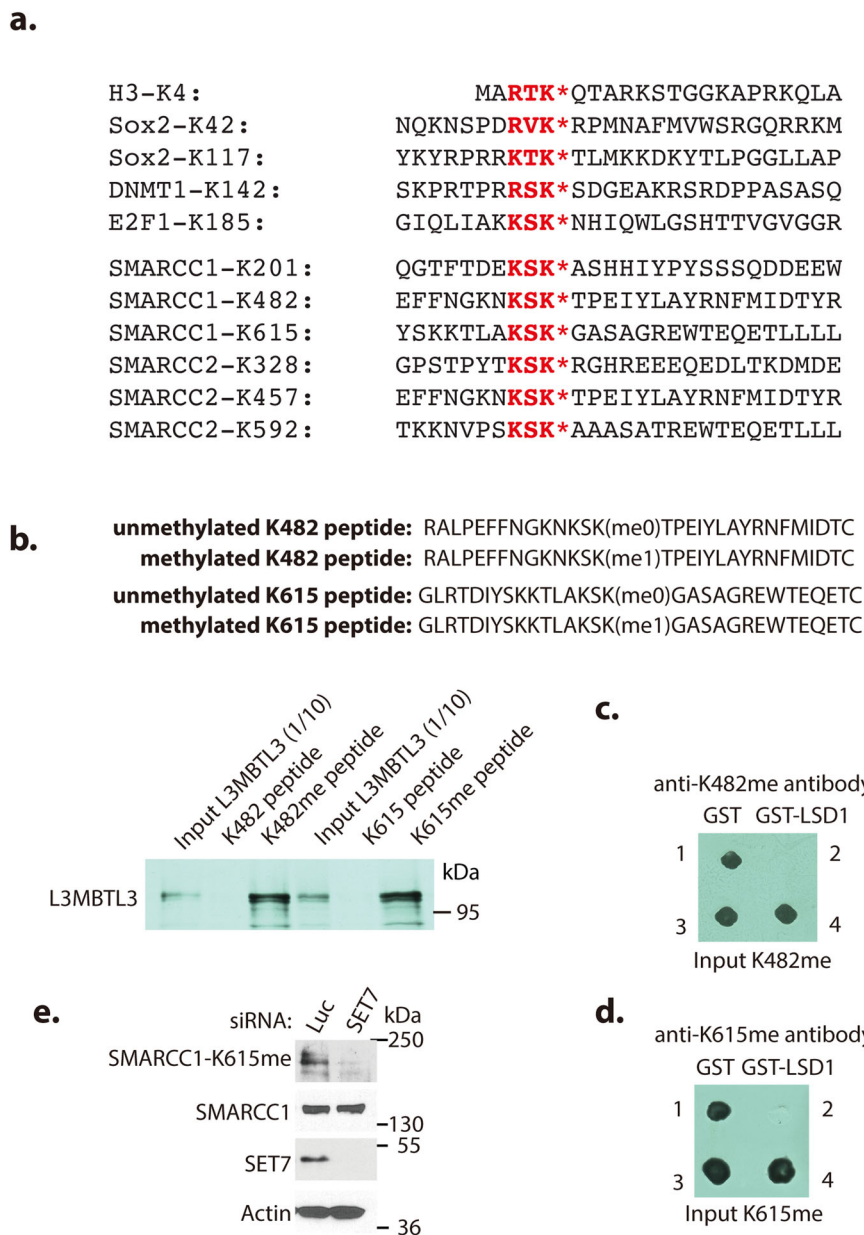 a.
H3-K4: MARTK*QTARKSTGGKAPRKQLA
Sox2-K42: NQKNSPDRVK*RPMNAFMVWSRGQRRKM
Sox2-K117: YKYRPRRKTK*TLMKKDKYTLPGGLLAP
DNMT1-K142: SKPRTPRRSK*SDGEAKRSRDPPASASQ
E2F1-K185: GIQLIAKKSK*NHIQWLGSHTTVGVGGR
SMARCC1-K201: QGTFTDEKSK*ASHHIYPYSSSQDDEEW
SMARCC1-K482: EFFNGKNKSK*TPEIYLAYRNFMIDTYR
SMARCC1-K615: YSKKTLAKSK*GASAGREWTEQETLLLL
SMARCC2-K328: GPSTPYTKSK*RGHREEEQEDLTKDMDE
SMARCC2-K457: EFFNGKNKSK*TPEIYLAYRNFMIDTYR
SMARCC2-K592: TKKNVPSKSK*AAASATREWTEQETLLL
b.
unmethylated K482 peptide: RALPEFFNGKNKSK(me0)TPEIYLAYRNFMIDTC
methylated K482 peptide: RALPEFFNGKNKSK(me1)TPEIYLAYRNFMIDTC
unmethylated K615 peptide: GLRTDIYSKKTLAKSK(me0)GASAGREWTEQETC
methylated K615 peptide: GLRTDIYSKKTLAKSK(me1)GASAGREWTEQETC
Input L3MBTL3 (1/10)
K482 peptide
K482me peptide
Input L3MBTL3 (1/10)
K615 peptide
K615me peptide
kDa
L3MBTL3
95
c.
anti-K482me antibody
GST GST-LSD1
1 2
3 4
Input K482me
e.
siRNA: Luc SET7 kDa
250
SMARCC1-K615me
SMARCC1
130
55
SET7
Actin
36
d.
anti-K615me antibody
GST GST-LSD1
1 2
3 4
Input K615me